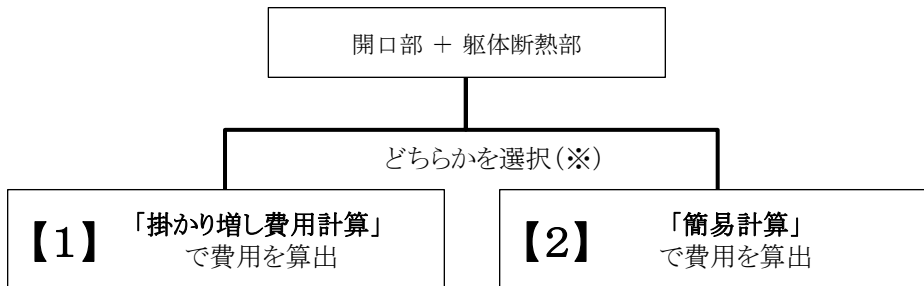 開口部 + 躯体断熱部
どちらかを選択(※)
【1】 「掛かり増し費用計算」
で費用を算出
【2】 「簡易計算」
で費用を算出